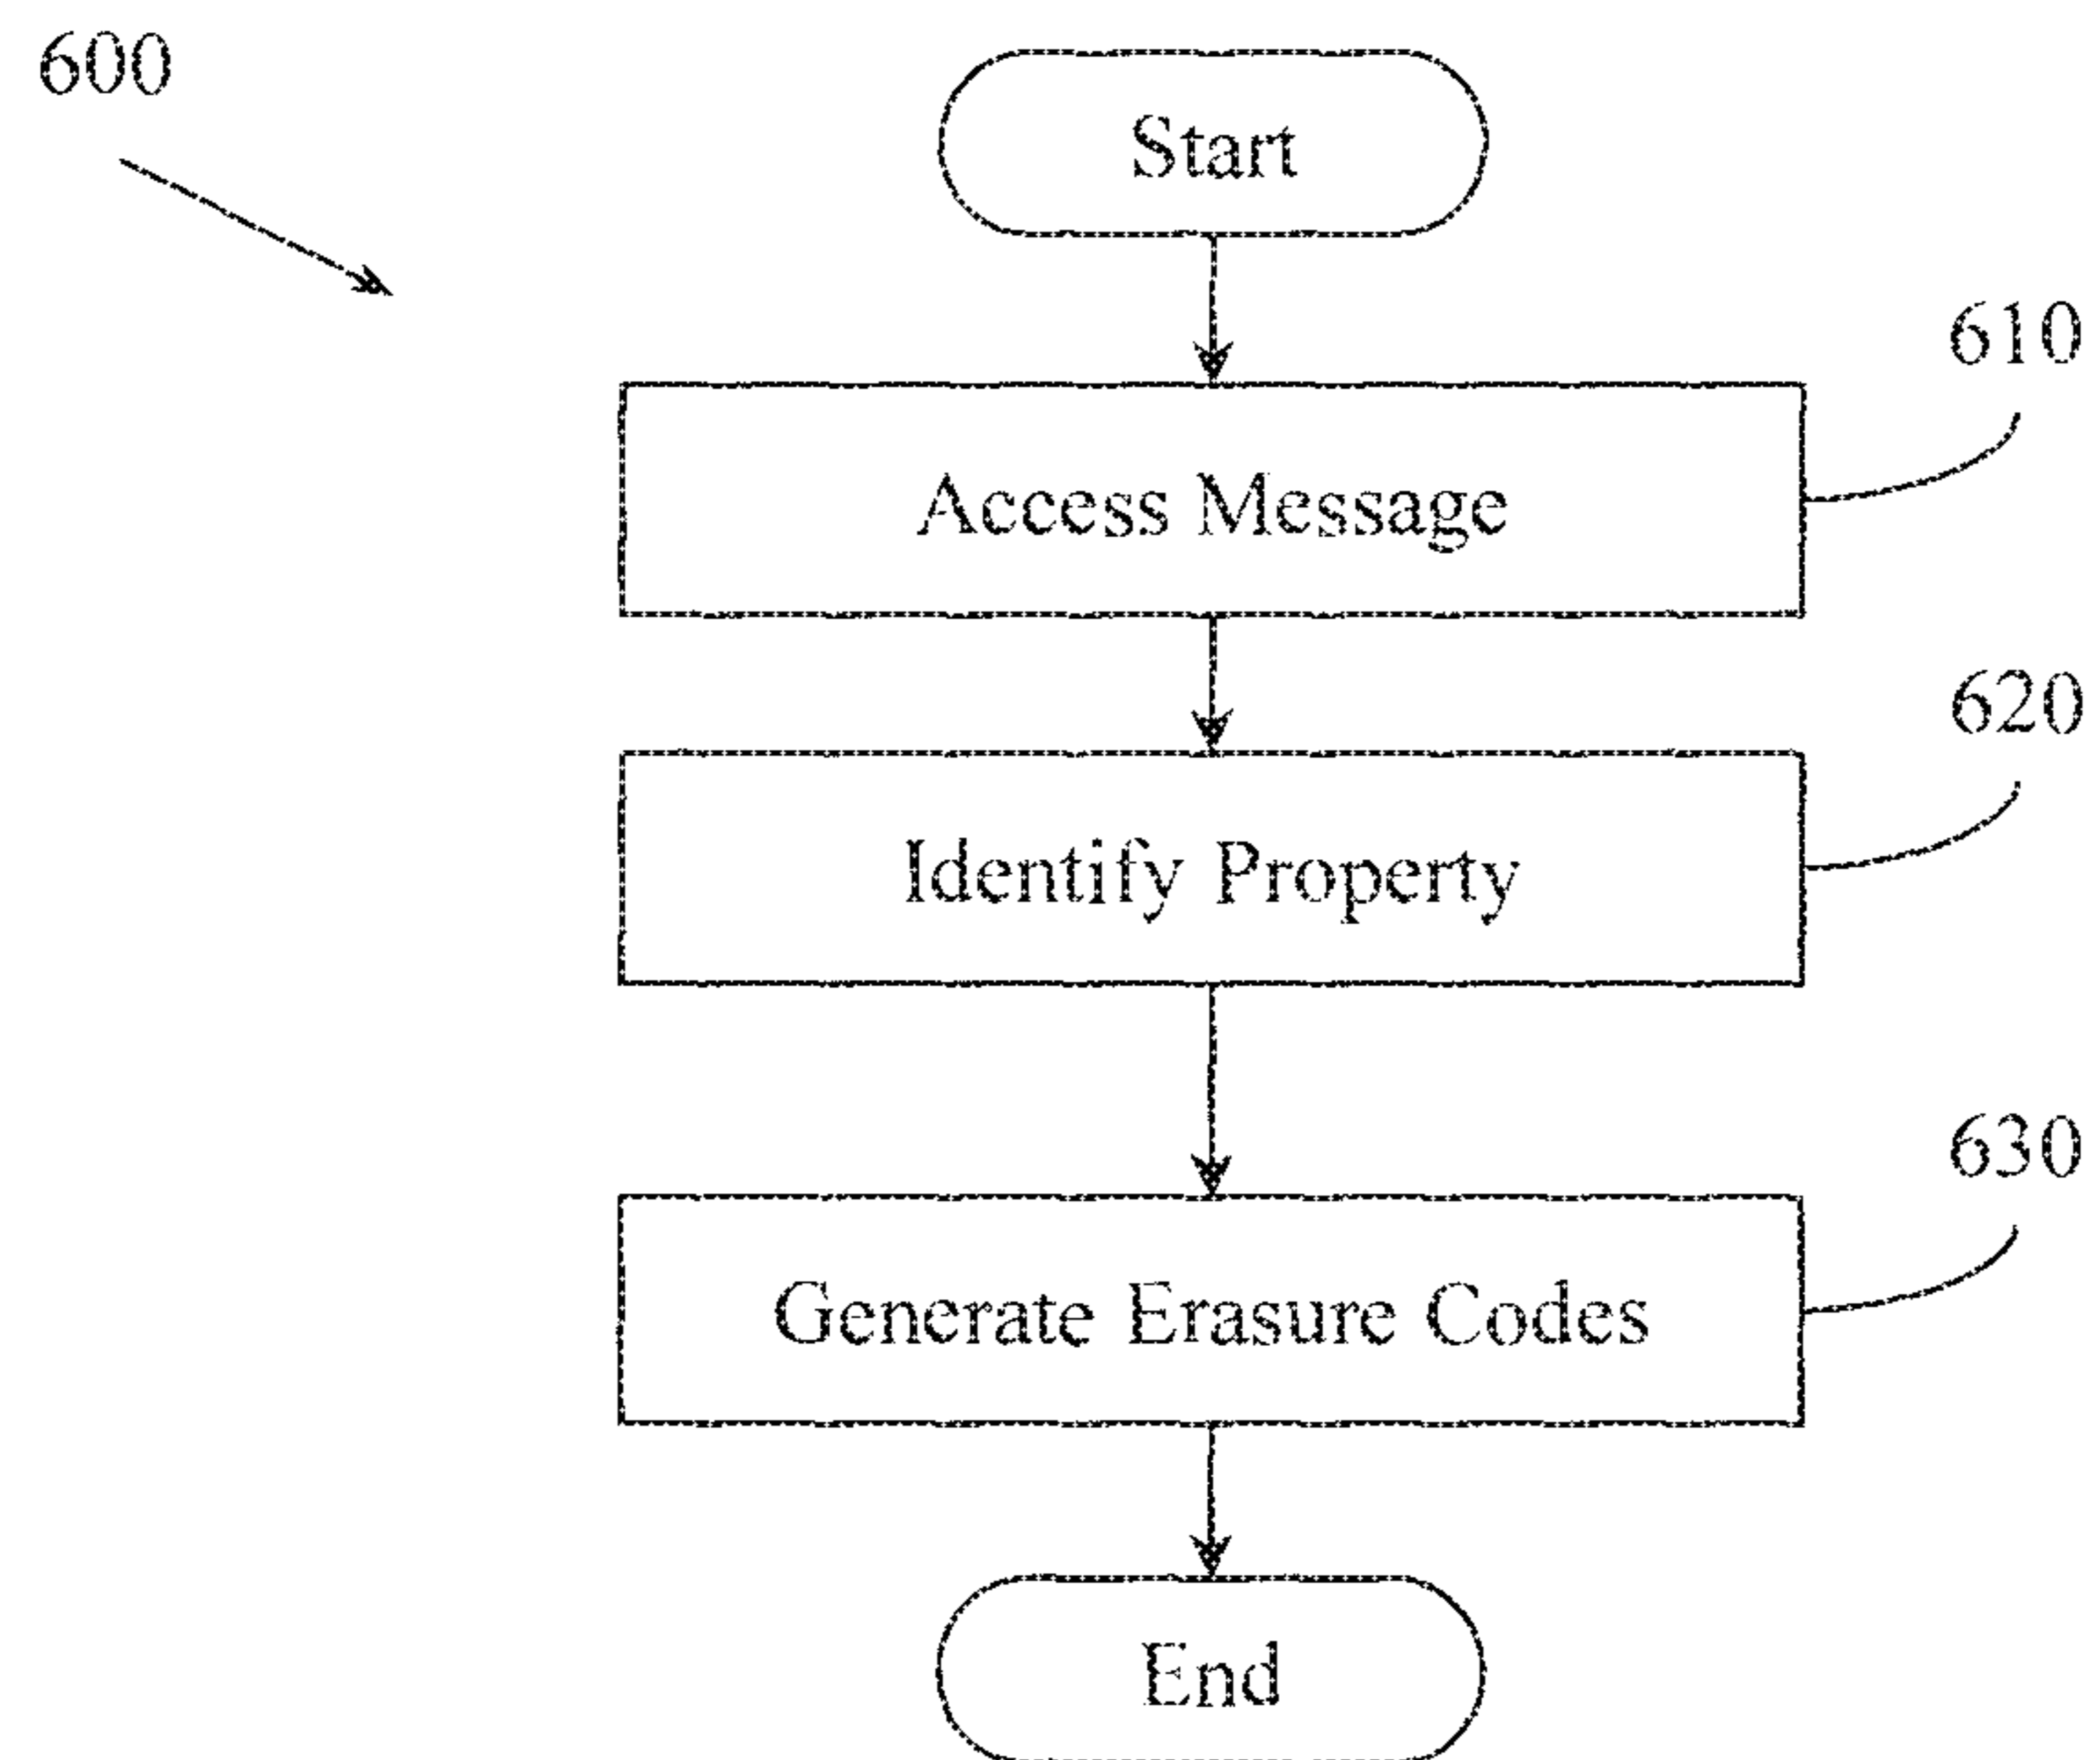 600
Start
610
Access Message
620
Identify Property
630
Generate Erasure Codes
End